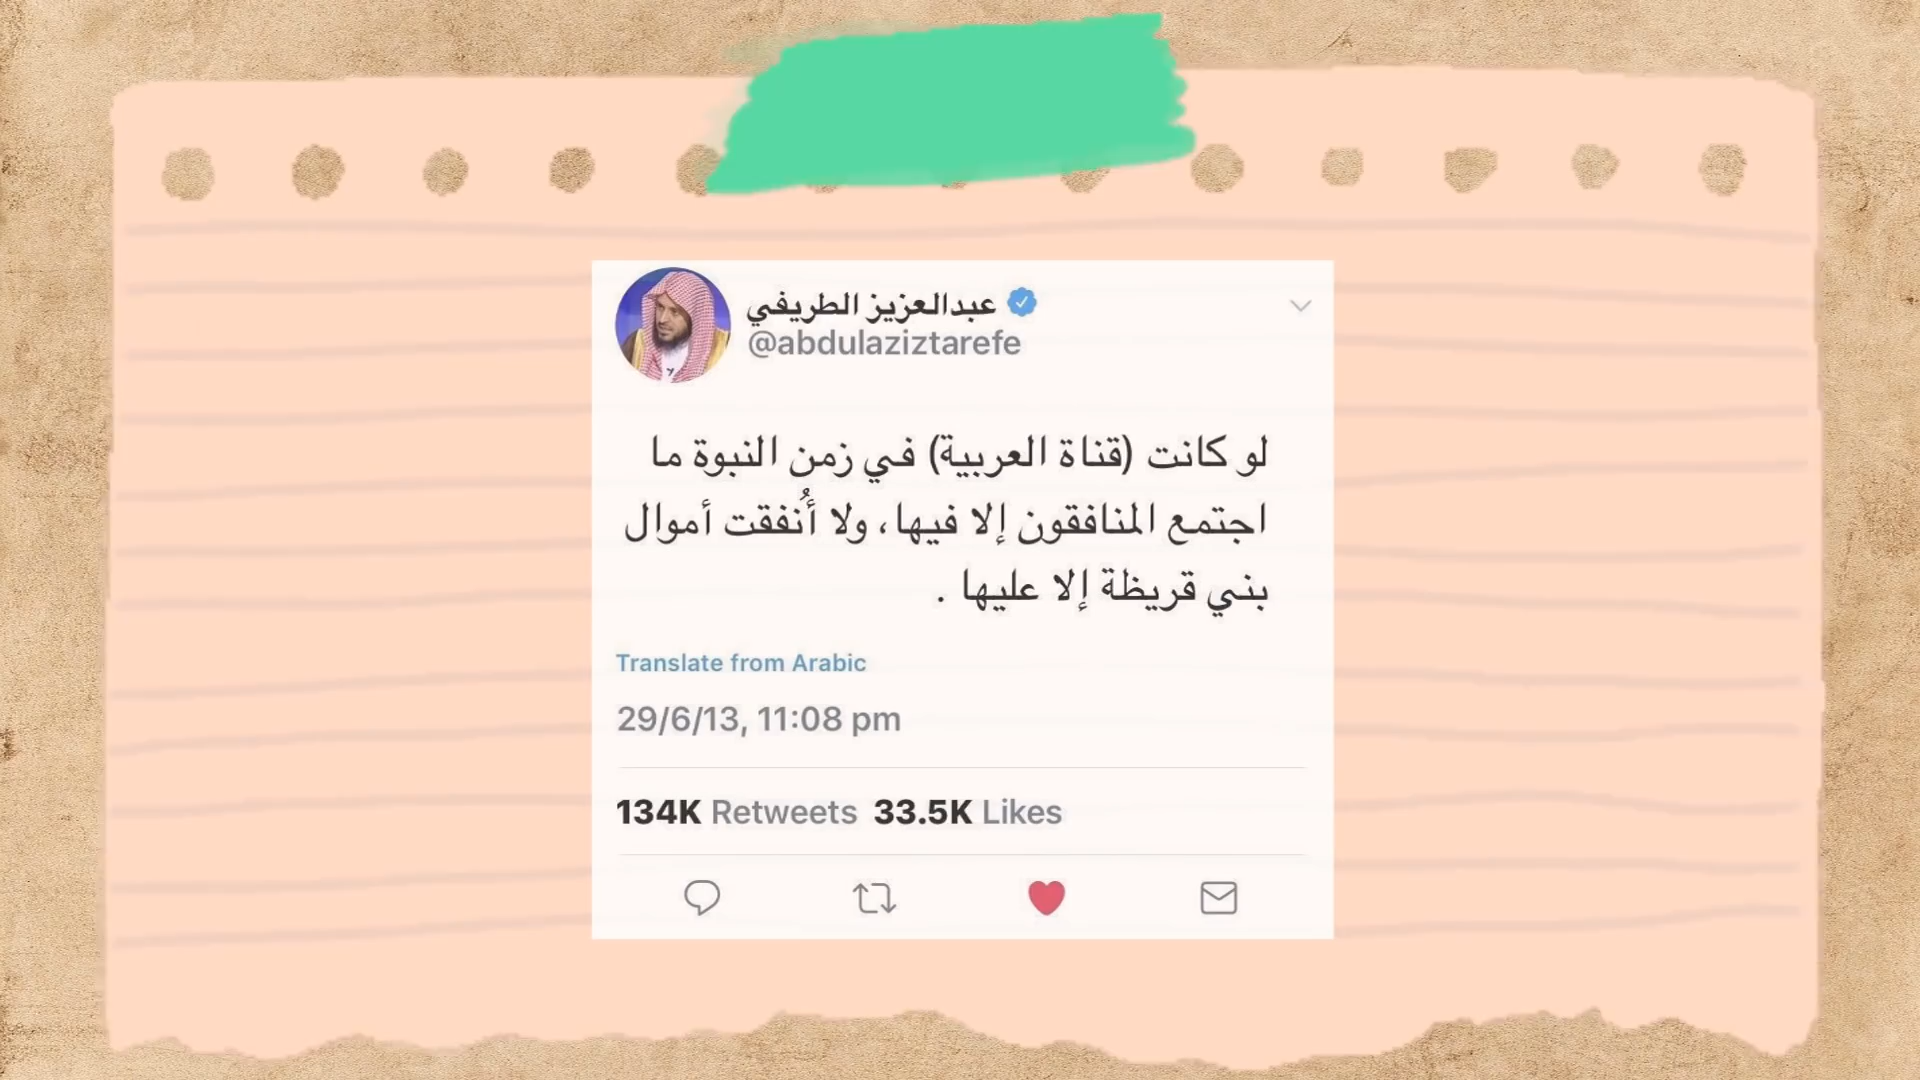 عبدالعزيز الطريفي
@abdulaziztarefe
لو كانت (قناة العربية) في زمن النبوة ما
اجتمع المنافقون إلا فيها، ولا أُنفقت أموال
بني قريظة إلا عليها .
Translate from Arabic
29/6/13, 11:08 pm
134K Retweets 33.5K Likes